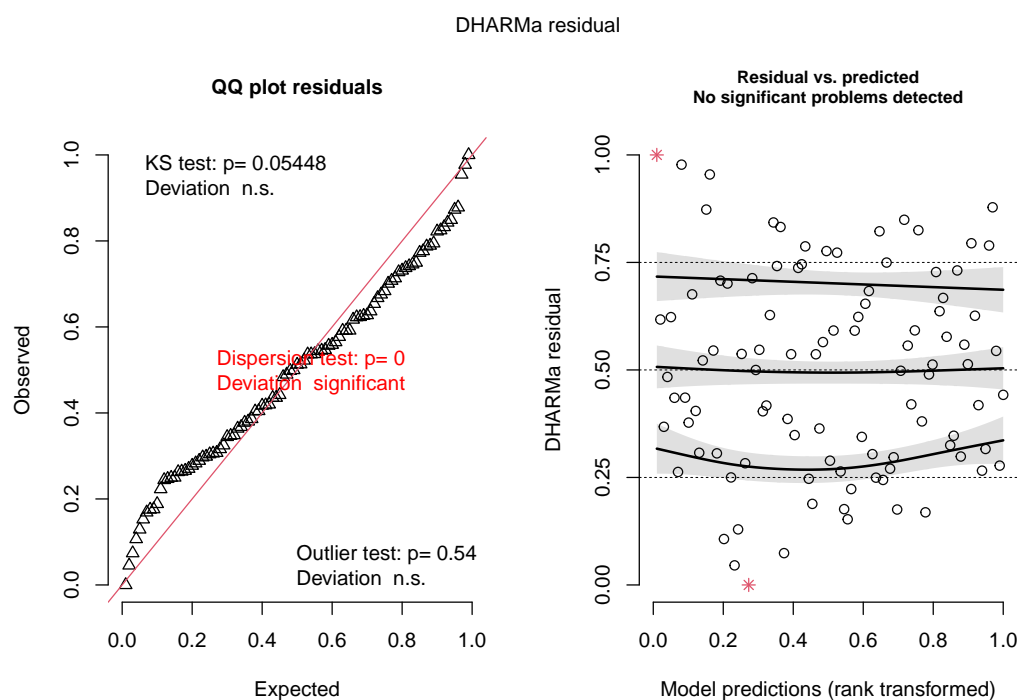 DHARMa residual
QQ plot residuals
KS test: p= 0.05448
Deviation n.s.
Dispersion test: p= 0
Deviation significant
Outlier test: p= 0.54
Deviation n.s.
Observed
0.0
0.2
0.4
0.6
0.8
1.0
0.0 0.2 0.4 0.6 0.8 1.0
Expected
Residual vs. predicted
No significant problems detected
DHARMa residual
0.00
0.25
0.50
0.75
1.00
0.0 0.2 0.4 0.6 0.8 1.0
Model predictions (rank transformed)